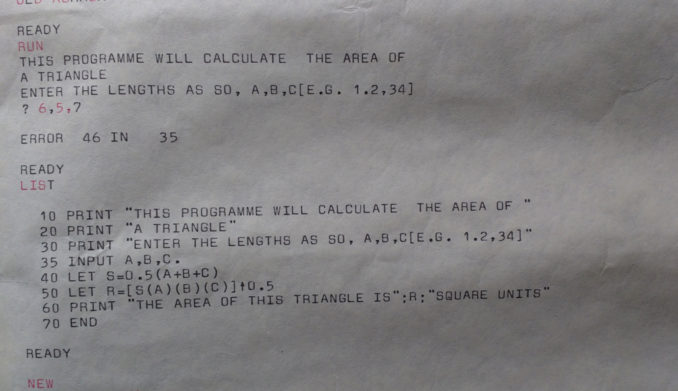 READY
RUN
THIS PROGRAMME WILL CALCULATE  THE AREA OF
A TRIANGLE
ENTER THE LENGTHS AS SO, A,B,C[E.G. 1.2,34]
? 6,5,7
ERROR  46 IN   35
READY
LIST
10 PRINT "THIS PROGRAMME WILL CALCULATE  THE AREA OF "
20 PRINT "A TRIANGLE"
30 PRINT "ENTER THE LENGTHS AS SO, A,B,C[E.G. 1.2,34]"
35 INPUT A,B,C.
40 LET S=0.5(A+B+C)
50 LET R=[S(A)(B)(C)]↑0.5
60 PRINT "THE AREA OF THIS TRIANGLE IS";R;"SQUARE UNITS"
70 END
READY
NEW